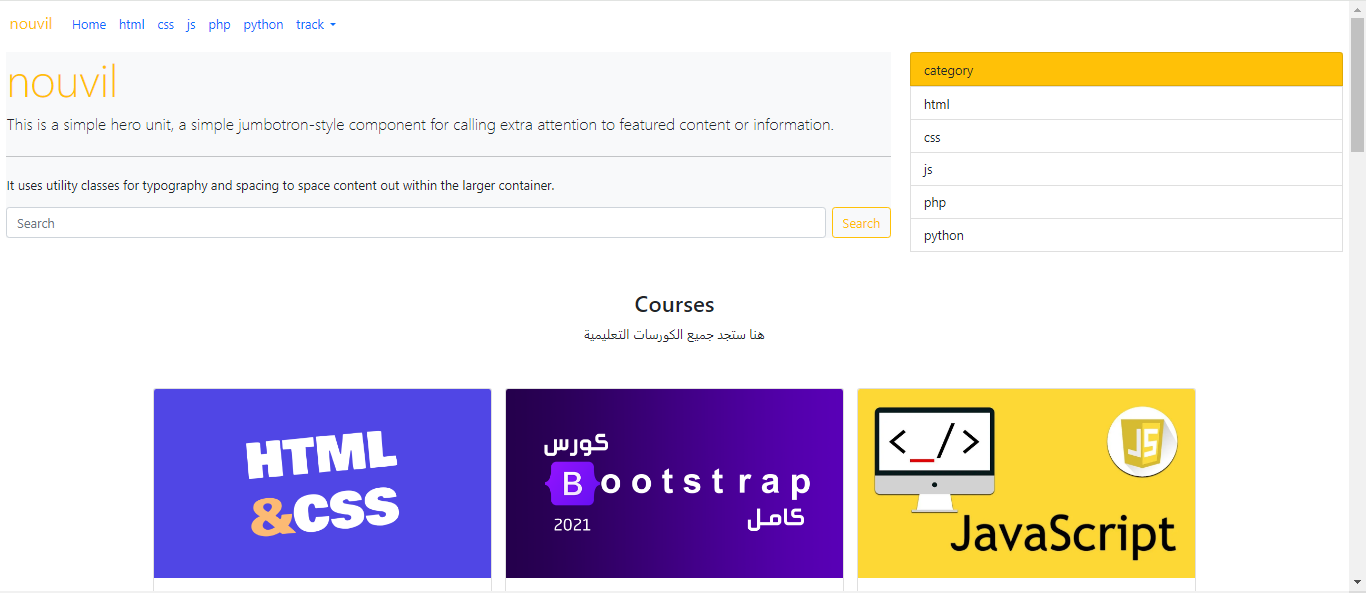 nouvil Home html css js php python track
nouvil
This is a simple hero unit, a simple jumbotron-style component for calling extra attention to featured content or information.
It uses utility classes for typography and spacing to space content out within the larger container.
Search Search
category
html
css
js
php
python
Courses
هنا ستجد جميع الكورسات التعليمية
HTML
&CSS
كورس
B ootstrap
كامل
2021
<_/>
JS
JavaScript